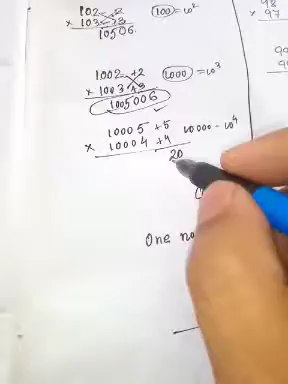 102 +2 (100) = 10²
× 103 +3
10506
98
× 97
1002 +2 (1000) = 10³
× 1003 +3
1005006
10005 +5 10000 - 10⁴
× 10004 +4
20
One no